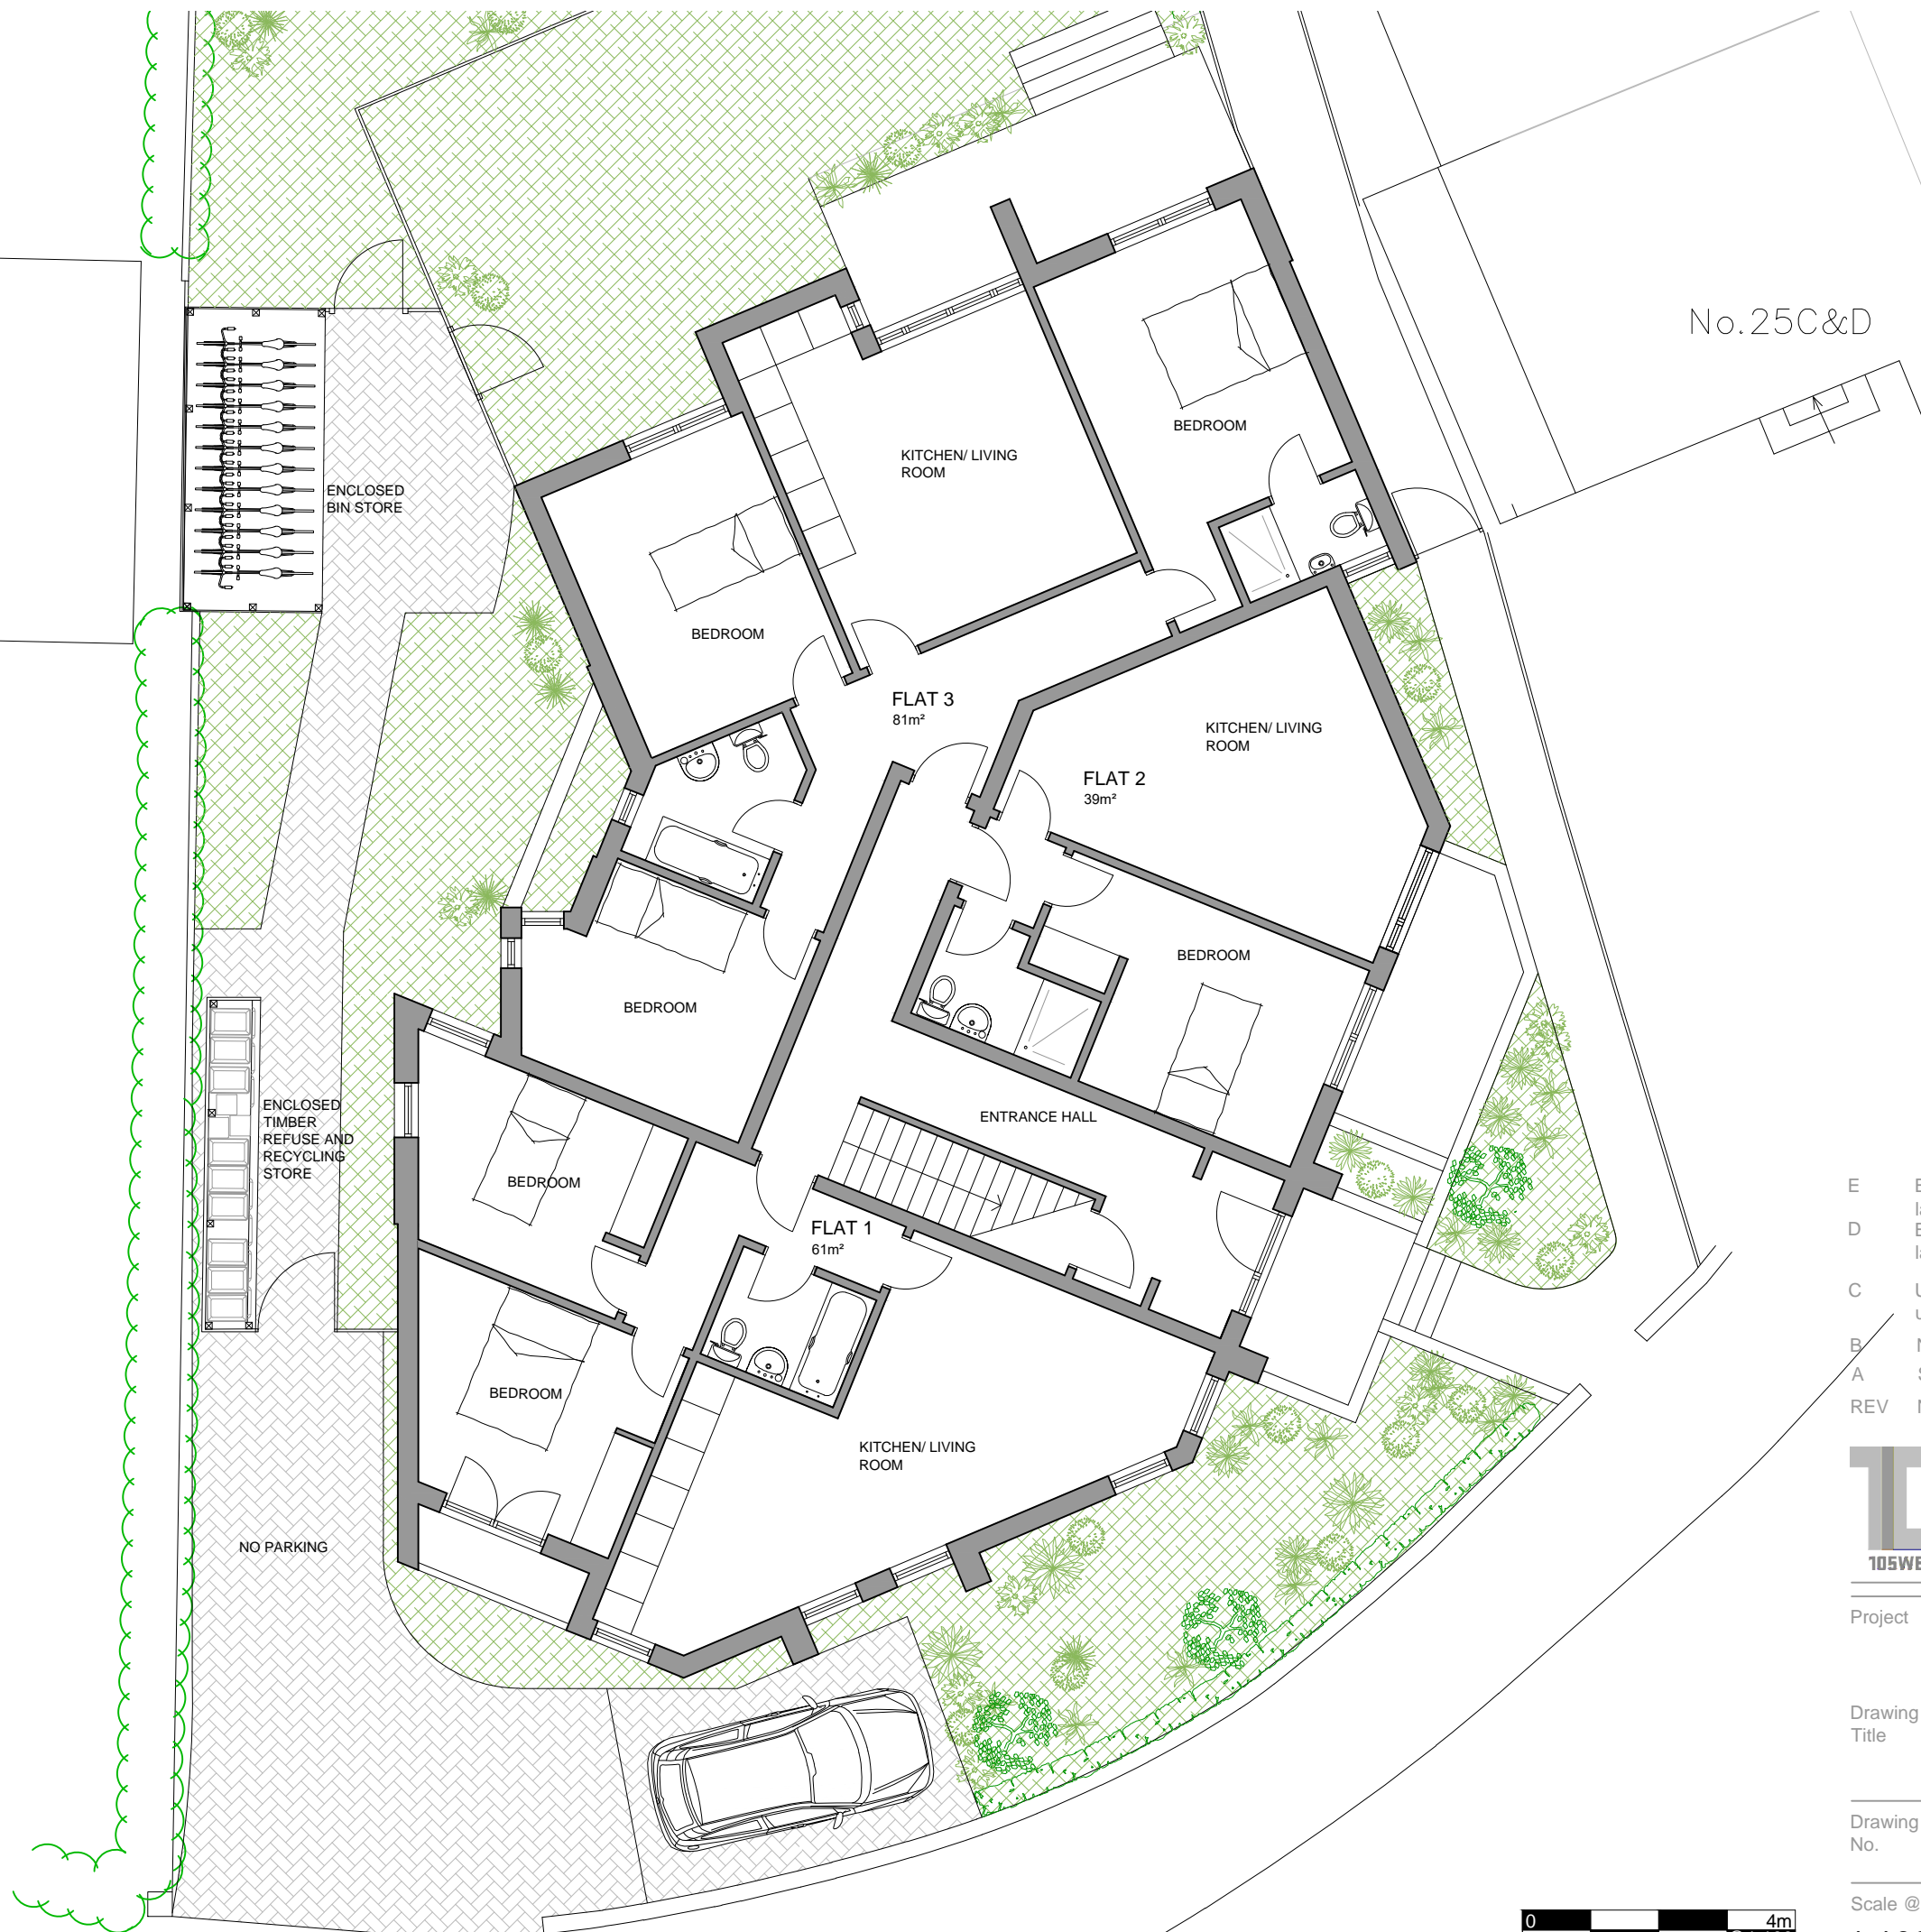 No.25C&D
BEDROOM
KITCHEN/ LIVING
ROOM
ENCLOSED
BIN STORE
BEDROOM
FLAT 3
81m²
KITCHEN/ LIVING
ROOM
FLAT 2
39m²
BEDROOM
BEDROOM
ENCLOSED
TIMBER
REFUSE AND
RECYCLING
STORE
ENTRANCE HALL
BEDROOM
FLAT 1
61m²
BEDROOM
KITCHEN/ LIVING
ROOM
NO PARKING
E
D
C
B
A
REV
Project
Drawing
Title
Drawing
No.
Scale @
0 4m